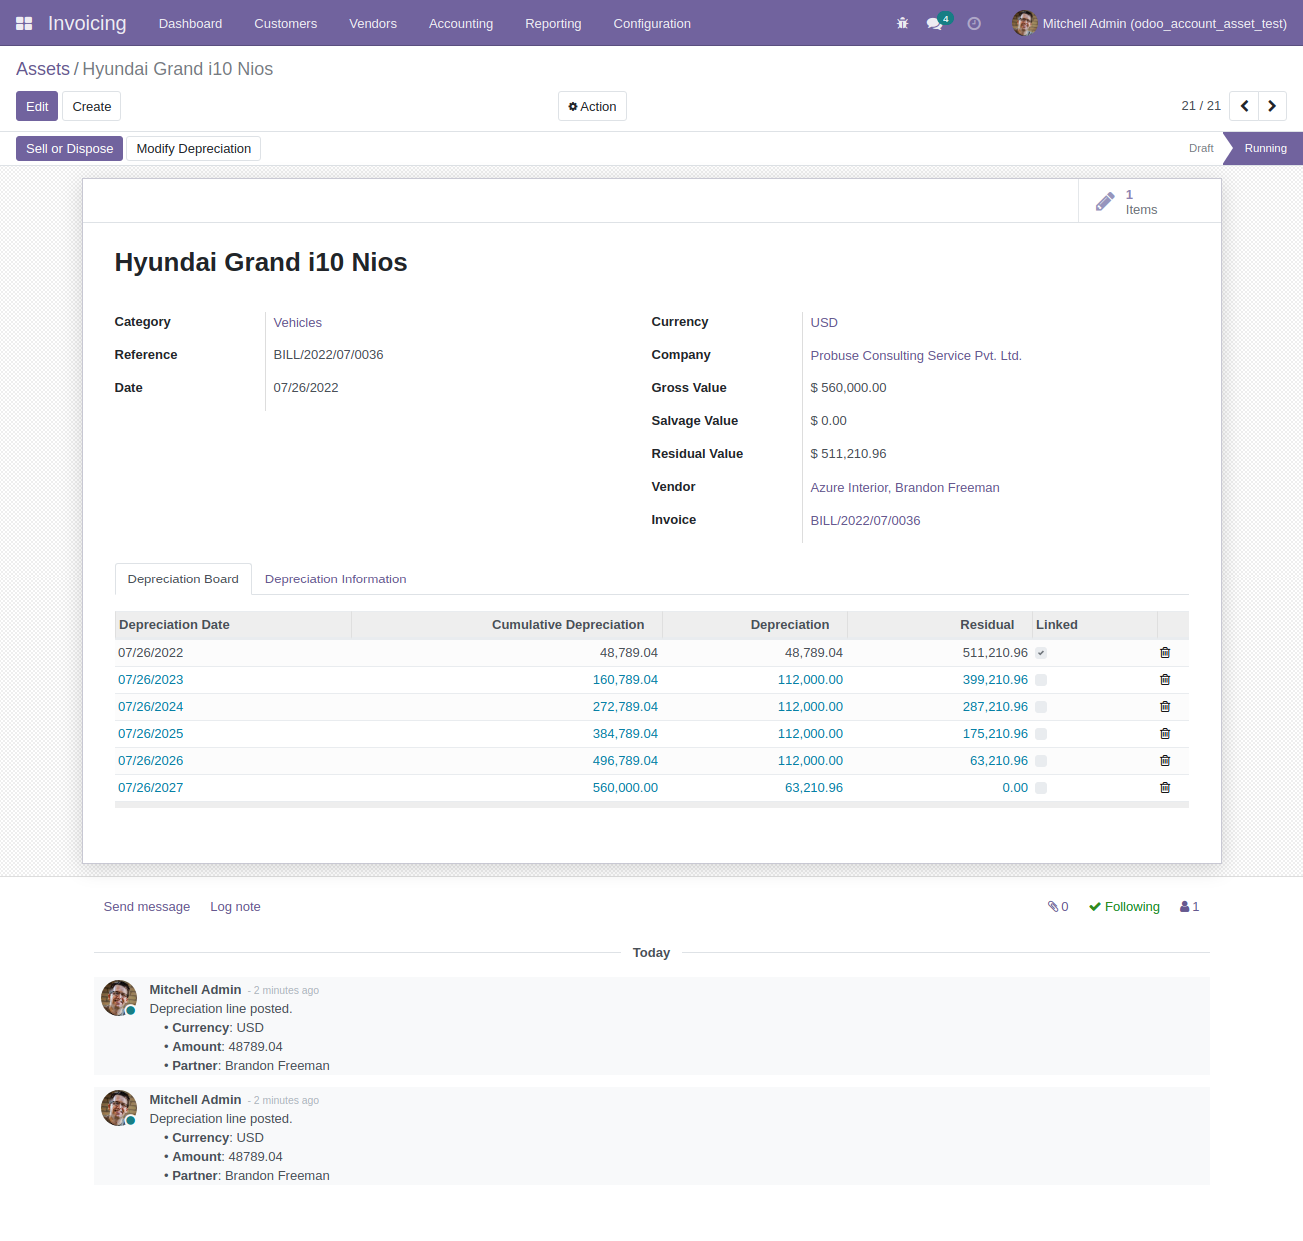 Invoicing Dashboard Customers Vendors Accounting Reporting Configuration 4 Mitchell Admin (odoo_account_asset_test)
Assets / Hyundai Grand i10 Nios
Edit Create Action 21 / 21
Sell or Dispose Modify Depreciation Draft Running
1
Items
Hyundai Grand i10 Nios
Category Vehicles
Reference BILL/2022/07/0036
Date 07/26/2022
Currency USD
Company Probuse Consulting Service Pvt. Ltd.
Gross Value $ 560,000.00
Salvage Value $ 0.00
Residual Value $ 511,210.96
Vendor Azure Interior, Brandon Freeman
Invoice BILL/2022/07/0036
Depreciation Board Depreciation Information
Depreciation Date Cumulative Depreciation Depreciation Residual Linked
07/26/2022 48,789.04 48,789.04 511,210.96
07/26/2023 160,789.04 112,000.00 399,210.96
07/26/2024 272,789.04 112,000.00 287,210.96
07/26/2025 384,789.04 112,000.00 175,210.96
07/26/2026 496,789.04 112,000.00 63,210.96
07/26/2027 560,000.00 63,210.96 0.00
Send message Log note 0 Following 1
Today
Mitchell Admin - 2 minutes ago
Depreciation line posted.
• Currency: USD
• Amount: 48789.04
• Partner: Brandon Freeman
Mitchell Admin - 2 minutes ago
Depreciation line posted.
• Currency: USD
• Amount: 48789.04
• Partner: Brandon Freeman